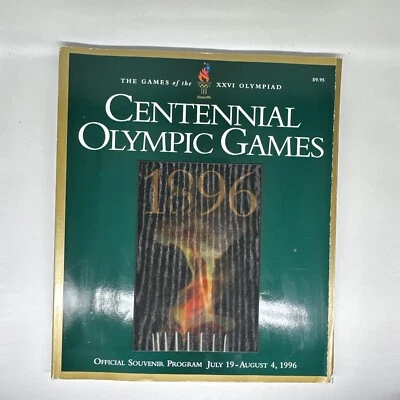 $9.95
THE GAMES of the XXVI OLYMPIAD
CENTENNIAL
OLYMPIC GAMES
1896
OFFICIAL SOUVENIR PROGRAM JULY 19-AUGUST 4, 1996